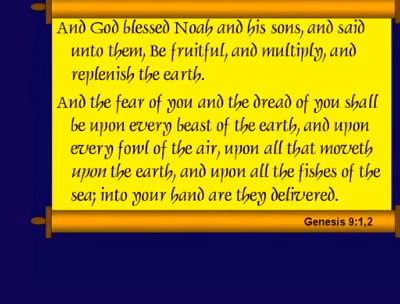 And God blessed Noah and his sons, and said
unto them, Be fruitful, and multiply, and
replenish the earth.
And the fear of you and the dread of you shall
be upon every beast of the earth, and upon
every fowl of the air, upon all that moveth
upon the earth, and upon all the fishes of the
sea; into your hand are they delivered.
Genesis 9:1,2